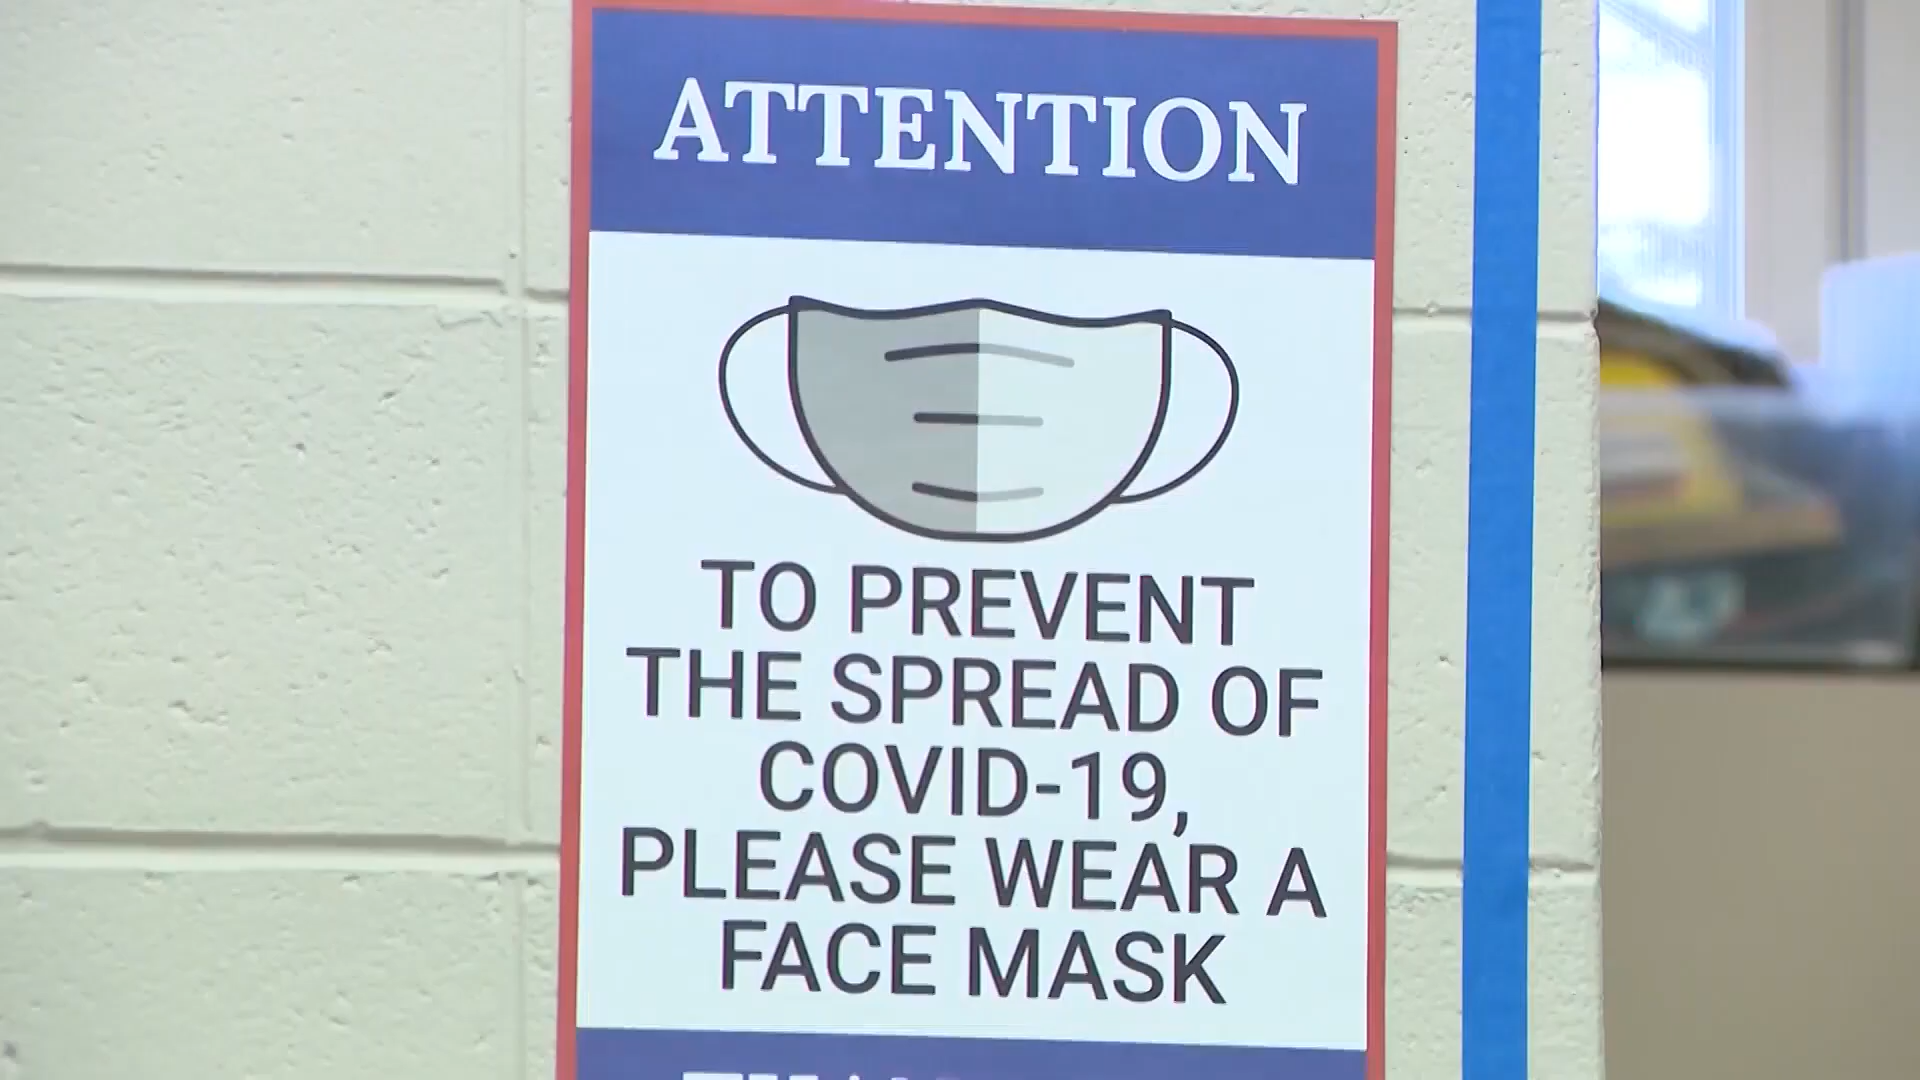 ATTENTION
TO PREVENT
THE SPREAD OF
COVID-19,
PLEASE WEAR A
FACE MASK